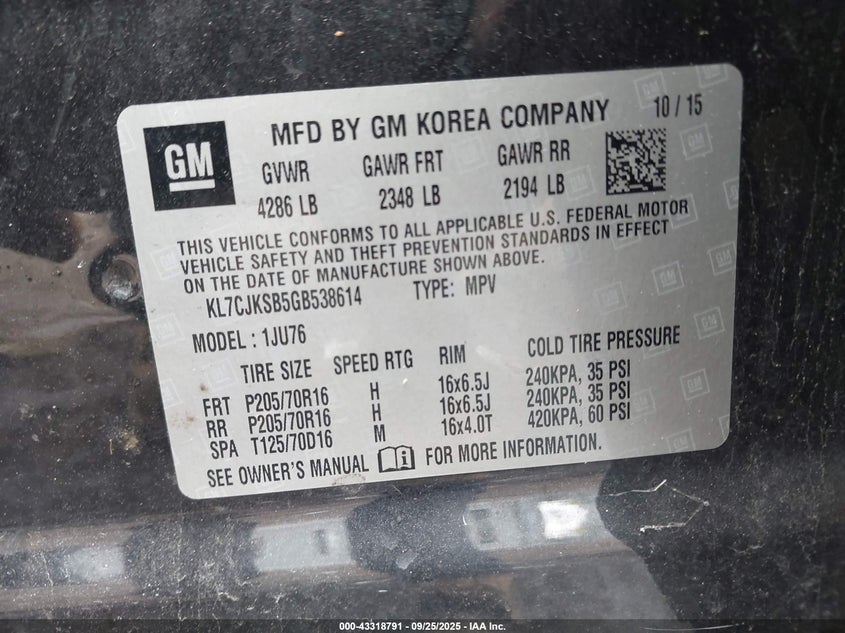 MFD BY GM KOREA COMPANY 10 / 15
GM
GVWR GAWR FRT GAWR RR
4286 LB 2348 LB 2194 LB
THIS VEHICLE CONFORMS TO ALL APPLICABLE U.S. FEDERAL MOTOR
VEHICLE SAFETY AND THEFT PREVENTION STANDARDS IN EFFECT
ON THE DATE OF MANUFACTURE SHOWN ABOVE.
KL7CJKSB5GB538614 TYPE: MPV
MODEL : 1JU76
TIRE SIZE SPEED RTG RIM COLD TIRE PRESSURE
FRT P205/70R16 H 16x6.5J 240KPA, 35 PSI
RR P205/70R16 H 16x6.5J 240KPA, 35 PSI
SPA T125/70D16 M 16x4.0T 420KPA, 60 PSI
SEE OWNER'S MANUAL FOR MORE INFORMATION.
000-43318791 - 09/25/2025 - IAA Inc.